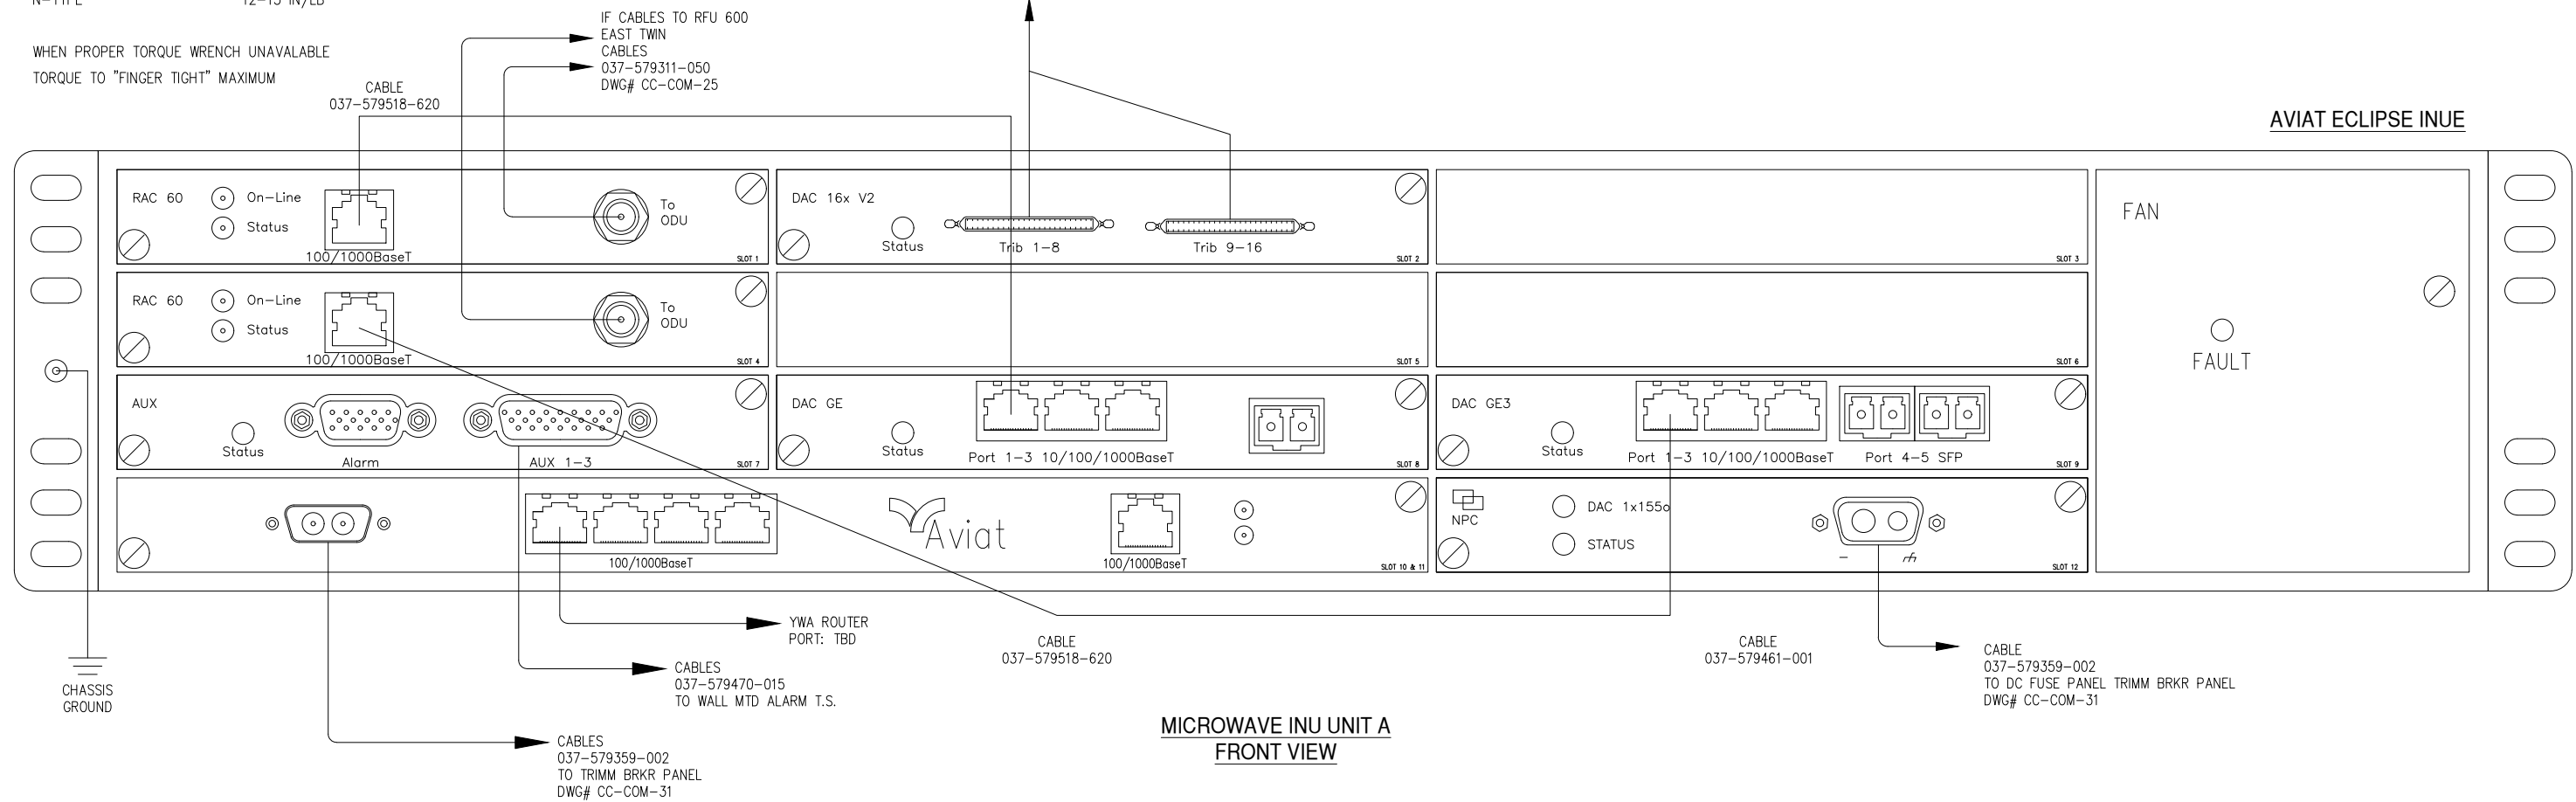 WHEN PROPER TORQUE WRENCH UNAVALABLE
TORQUE TO "FINGER TIGHT" MAXIMUM
CABLE
037-579518-620
IF CABLES TO RFU 600
EAST TWIN
CABLES
037-579311-050
DWG# CC-COM-25
AVIAT ECLIPSE INUE
RAC 60
On-Line
Status
100/1000BaseT
To
ODU
SLOT 1
DAC 16x V2
Status
Trib 1-8
Trib 9-16
SLOT 2
SLOT 3
FAN
FAULT
RAC 60
On-Line
Status
100/1000BaseT
To
ODU
SLOT 4
SLOT 5
SLOT 6
AUX
Status
Alarm
AUX 1-3
SLOT 7
DAC GE
Status
Port 1-3 10/100/1000BaseT
SLOT 8
DAC GE3
Status
Port 1-3 10/100/1000BaseT
Port 4-5 SFP
SLOT 9
100/1000BaseT
Aviat
100/1000BaseT
SLOT 10 & 11
NPC
DAC 1x155o
STATUS
SLOT 12
CHASSIS
GROUND
YWA ROUTER
PORT: TBD
CABLES
037-579470-015
TO WALL MTD ALARM T.S.
CABLES
037-579359-002
TO TRIMM BRKR PANEL
DWG# CC-COM-31
CABLE
037-579518-620
CABLE
037-579461-001
CABLE
037-579359-002
TO DC FUSE PANEL TRIMM BRKR PANEL
DWG# CC-COM-31
MICROWAVE INU UNIT A
FRONT VIEW